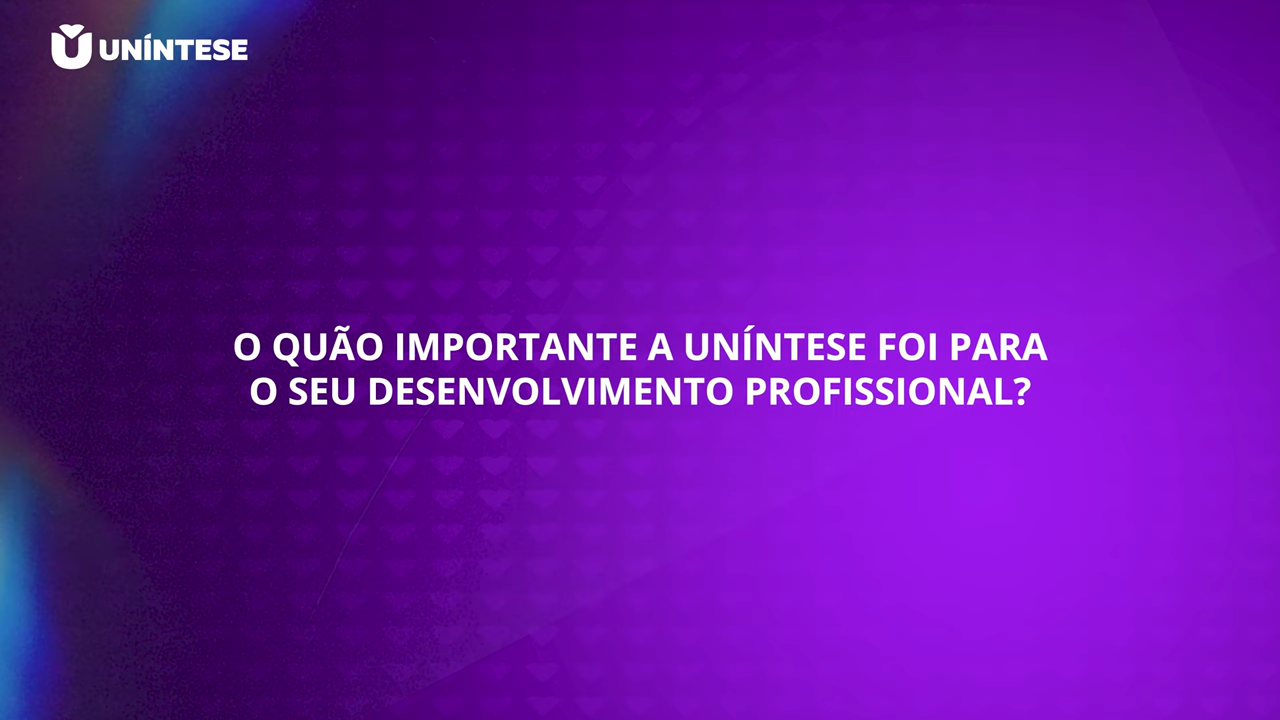 UNÍNTESE
O QUÃO IMPORTANTE A UNÍNTESE FOI PARA
O SEU DESENVOLVIMENTO PROFISSIONAL?